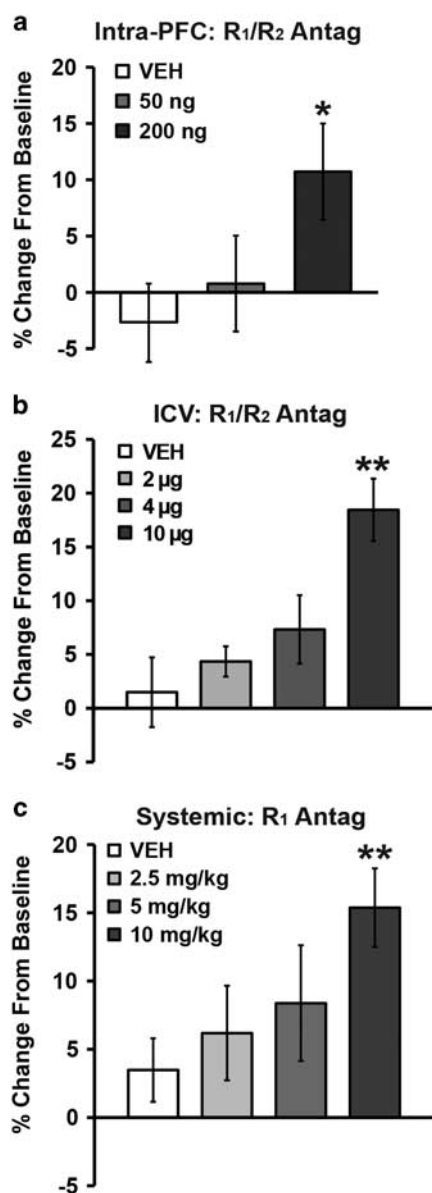 a
Intra-PFC: R₁/R₂ Antag
% Change From Baseline
20
15
10
5
0
-5
VEH
50 ng
200 ng
*
b
ICV: R₁/R₂ Antag
% Change From Baseline
25
20
15
10
5
0
-5
VEH
2 µg
4 µg
10 µg
**
c
Systemic: R₁ Antag
% Change From Baseline
20
15
10
5
0
-5
VEH
2.5 mg/kg
5 mg/kg
10 mg/kg
**